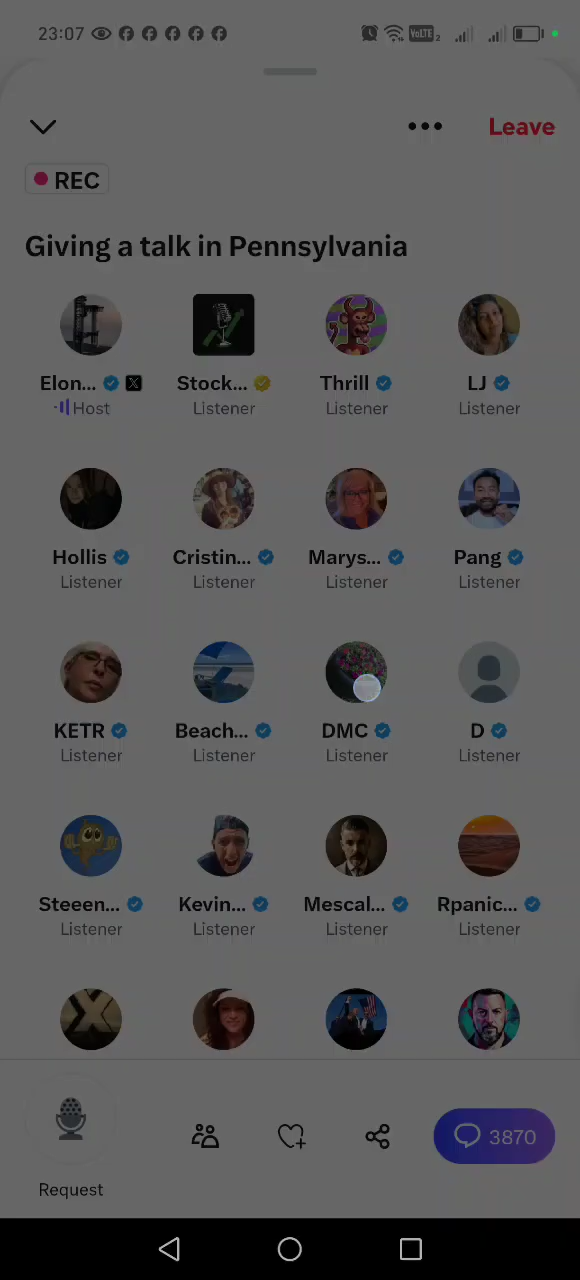 23:07 VoLTE 2
Leave
REC
Giving a talk in Pennsylvania
Elon... X Stock... Thrill LJ
Host Listener Listener Listener
Hollis Cristin... Marys... Pang
Listener Listener Listener Listener
KETR Beach... DMC D
Listener Listener Listener Listener
Steeen... Kevin... Mescal... Rpanic...
Listener Listener Listener Listener
3870
Request